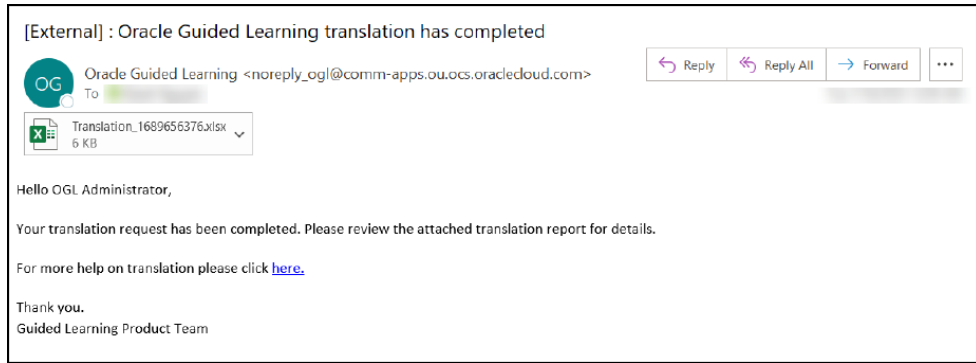 [External] : Oracle Guided Learning translation has completed
OG
Oracle Guided Learning <noreply_ogl@comm-apps.ou.ocs.oraclecloud.com>
To
Reply
Reply All
Forward
...
Translation_1689656376.xlsx
6 KB
Hello OGL Administrator,
Your translation request has been completed. Please review the attached translation report for details.
For more help on translation please click here.
Thank you.
Guided Learning Product Team